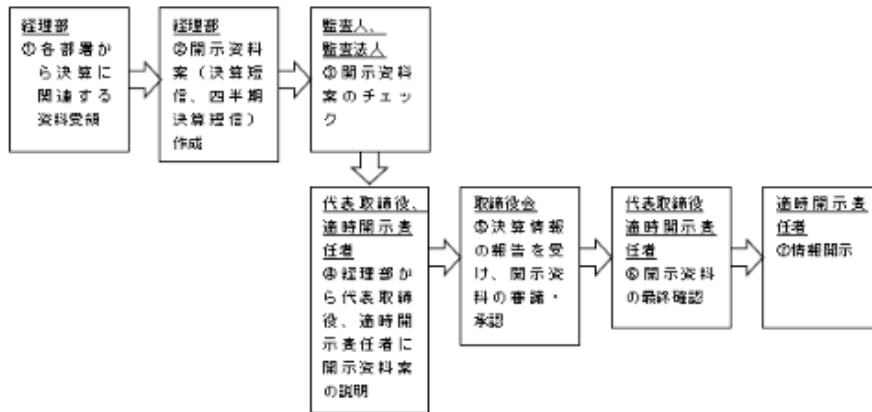 経理部
①各部署か
ら決算に
関連する
資料受領
経理部
②開示資料
案（決算短
信、四半期
決算短信）
作成
監査人、
監査法人
③開示資料
案のチェッ
ク
代表取締役、
適時開示責
任者
④経理部か
ら代表取締
役、適時開
示責任者に
開示資料案
の説明
取締役会
⑤決算情報
の報告を受
け、開示資
料の審議・
承認
代表取締役
適時開示責
任者
⑥開示資料
の最終確認
適時開示責
任者
⑦情報開示